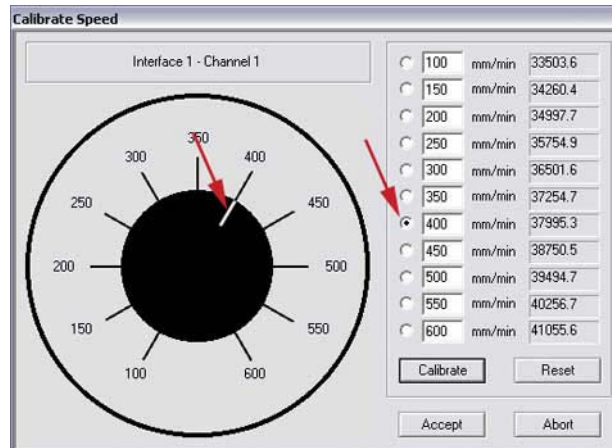 Calibrate Speed
Interface 1 - Channel 1
350
300
400
250
450
200
500
150
550
100
600
100 mm/min 33503.6
150 mm/min 34260.4
200 mm/min 34997.7
250 mm/min 35754.9
300 mm/min 36501.6
350 mm/min 37254.7
400 mm/min 37995.3
450 mm/min 38750.5
500 mm/min 39494.7
550 mm/min 40256.7
600 mm/min 41055.6
Calibrate Reset
Accept Abort